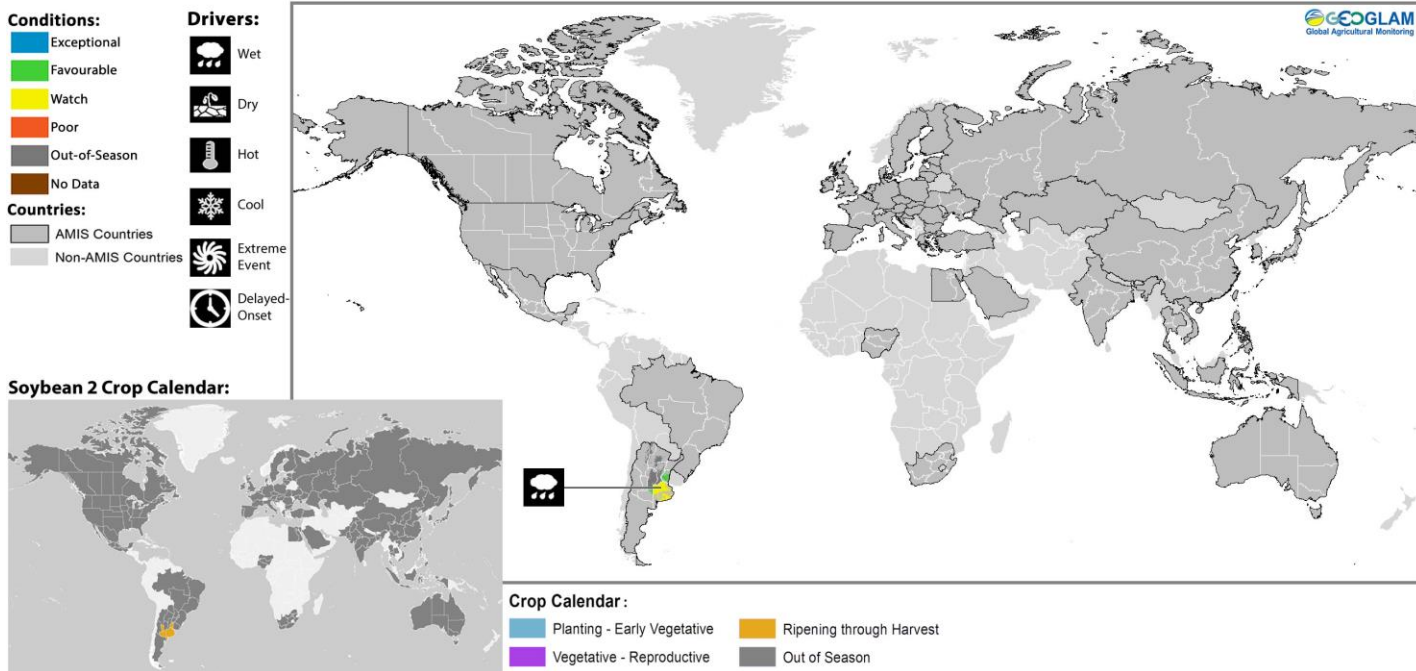 Conditions:
Exceptional
Favourable
Watch
Poor
Out-of-Season
No Data
Countries:
AMIS Countries
Non-AMIS Countries
Drivers:
Wet
Dry
Hot
Cool
Extreme
Event
Delayed-
Onset
GEOGLAM
Global Agricultural Monitoring
Soybean 2 Crop Calendar:
Crop Calendar :
Planting - Early Vegetative
Vegetative - Reproductive
Ripening through Harvest
Out of Season